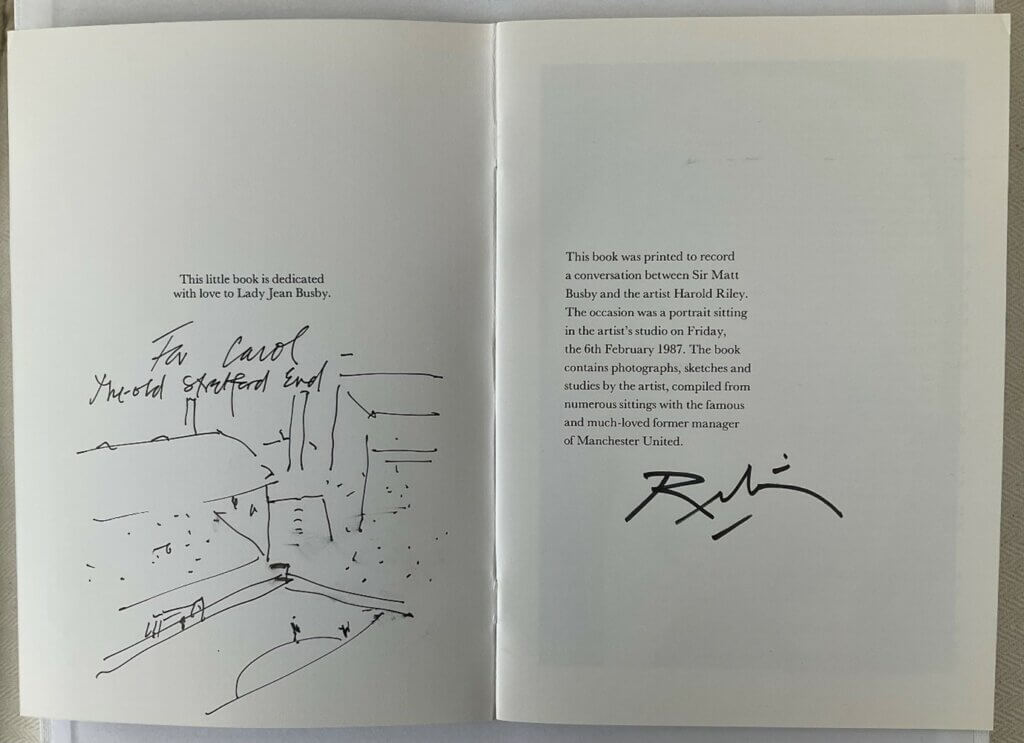 This little book is dedicated
with love to Lady Jean Busby.
For Carol
The old Stretford End
This book was printed to record
a conversation between Sir Matt
Busby and the artist Harold Riley.
The occasion was a portrait sitting
in the artist's studio on Friday,
the 6th February 1987. The book
contains photographs, sketches and
studies by the artist, compiled from
numerous sittings with the famous
and much-loved former manager
of Manchester United.